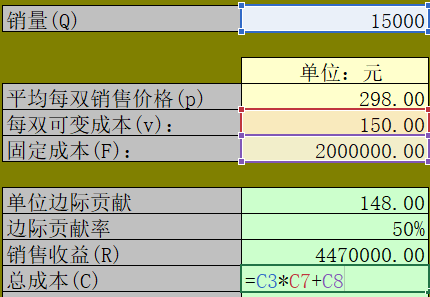 销量(Q) 15000
单位：元
平均每双销售价格(p) 298.00
每双可变成本(v)： 150.00
固定成本(F)： 2000000.00
单位边际贡献 148.00
边际贡献率 50%
销售收益(R) 4470000.00
总成本(C) =C3*C7+C8